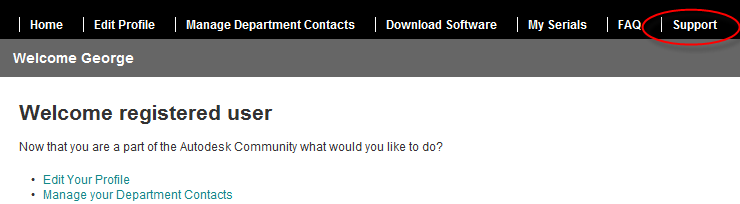 Home Edit Profile Manage Department Contacts Download Software My Serials FAQ Support
Welcome George
Welcome registered user
Now that you are a part of the Autodesk Community what would you like to do?
• Edit Your Profile
• Manage your Department Contacts